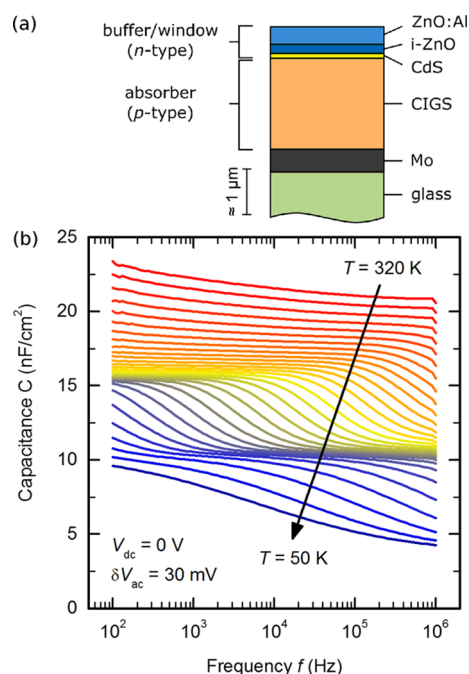 (a)
buffer/window
(n-type)
absorber
(p-type)
≈ 1 μm
ZnO:Al
i-ZnO
CdS
CIGS
Mo
glass
(b)
Capacitance C (nF/cm²)
25
20
15
10
5
0
T = 320 K
T = 50 K
V_dc = 0 V
δV_ac = 30 mV
10² 10³ 10⁴ 10⁵ 10⁶
Frequency f (Hz)